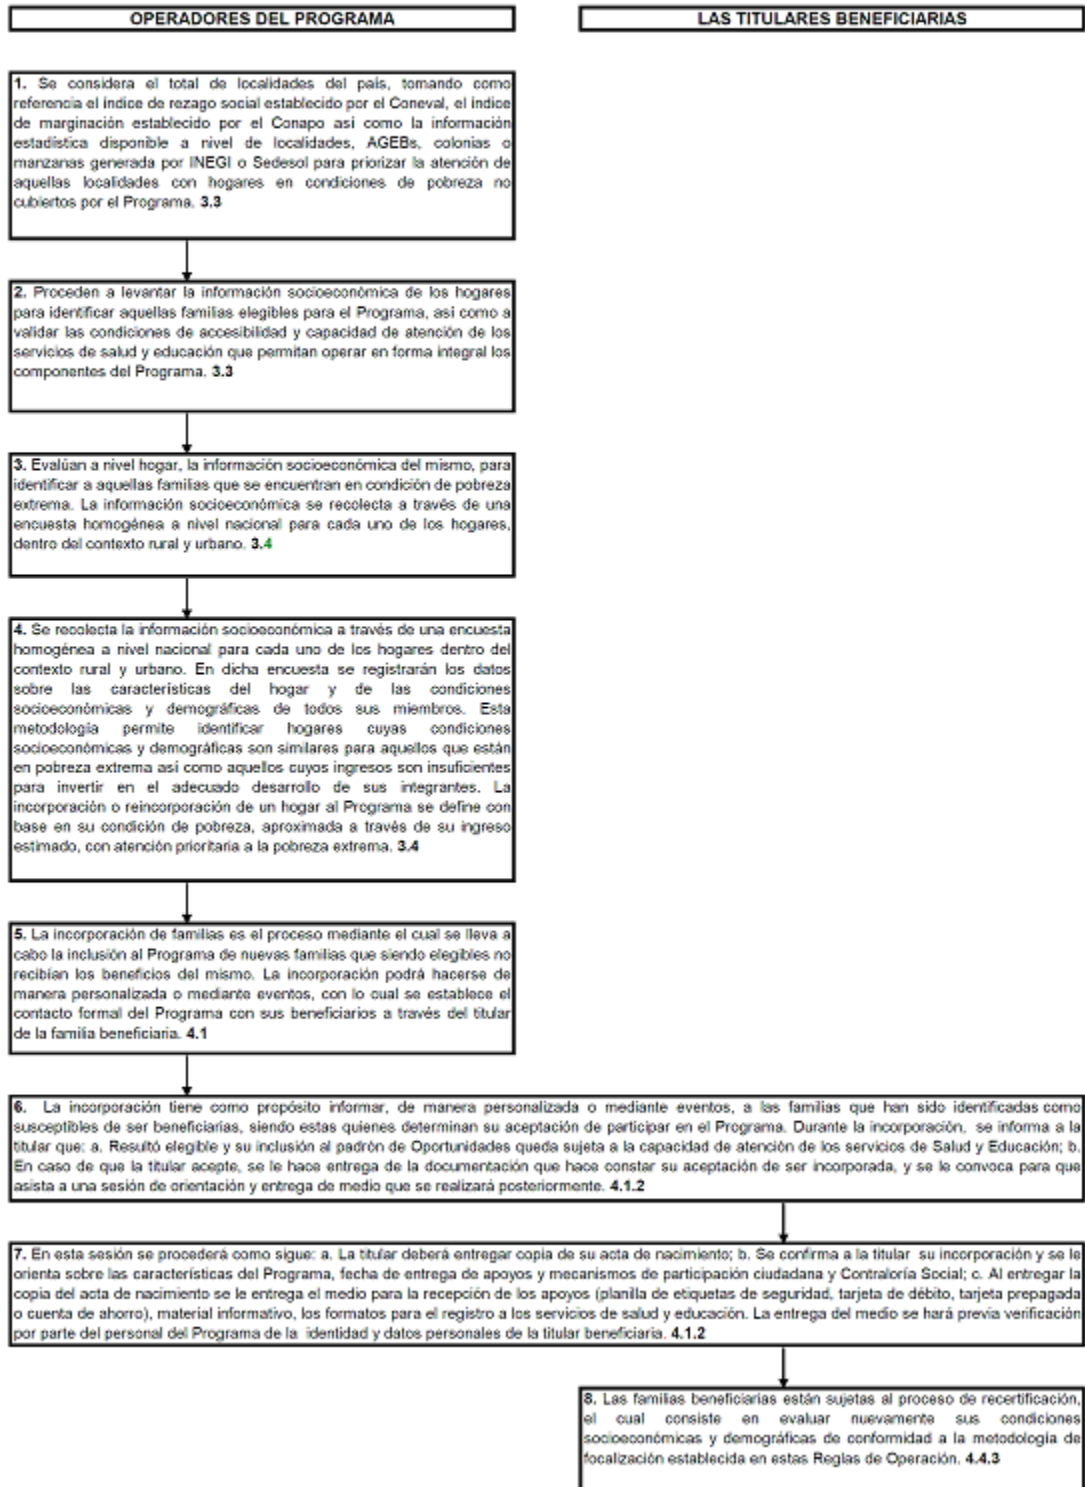 OPERADORES DEL PROGRAMA
LAS TITULARES BENEFICIARIAS
1. Se considera el total de localidades del país, tomando como
referencia el índice de rezago social establecido por el Coneval, el índice
de marginación establecido por el Conapo así como la información
estadística disponible a nivel de localidades, AGEBs, colonias o
manzanas generada por INEGI o Sedesol para priorizar la atención de
aquellas localidades con hogares en condiciones de pobreza no
cubiertos por el Programa. 3.3
2. Proceden a levantar la información socioeconómica de los hogares
para identificar aquellas familias elegibles para el Programa, así como a
validar las condiciones de accesibilidad y capacidad de atención de los
servicios de salud y educación que permitan operar en forma integral los
componentes del Programa. 3.3
3. Evalúan a nivel hogar, la información socioeconómica del mismo, para
identificar a aquellas familias que se encuentran en condición de pobreza
extrema. La información socioeconómica se recolecta a través de una
encuesta homogénea a nivel nacional para cada uno de los hogares,
dentro del contexto rural y urbano. 3.4
4. Se recolecta la información socioeconómica a través de una encuesta
homogénea a nivel nacional para cada uno de los hogares dentro del
contexto rural y urbano. En dicha encuesta se registrarán los datos
sobre las características del hogar y de las condiciones
socioeconómicas y demográficas de todos sus miembros. Esta
metodología permite identificar hogares cuyas condiciones
socioeconómicas y demográficas son similares para aquellos que están
en pobreza extrema así como aquellos cuyos ingresos son insuficientes
para invertir en el adecuado desarrollo de sus integrantes. La
incorporación o reincorporación de un hogar al Programa se define con
base en su condición de pobreza, aproximada a través de su ingreso
estimado, con atención prioritaria a la pobreza extrema. 3.4
5. La incorporación de familias es el proceso mediante el cual se lleva a
cabo la inclusión al Programa de nuevas familias que siendo elegibles no
recibían los beneficios del mismo. La incorporación podrá hacerse de
manera personalizada o mediante eventos, con lo cual se establece el
contacto formal del Programa con sus beneficiarios a través del titular
de la familia beneficiaria. 4.1
6. La incorporación tiene como propósito informar, de manera personalizada o mediante eventos, a las familias que han sido identificadas como
susceptibles de ser beneficiarias, siendo estas quienes determinan su aceptación de participar en el Programa. Durante la incorporación, se informa a la
titular que: a. Resultó elegible y su inclusión al padrón de Oportunidades queda sujeta a la capacidad de atención de los servicios de Salud y Educación; b.
En caso de que la titular acepte, se le hace entrega de la documentación que hace constar su aceptación de ser incorporada, y se le convoca para que
asista a una sesión de orientación y entrega de medio que se realizará posteriormente. 4.1.2
7. En esta sesión se procederá como sigue: a. La titular deberá entregar copia de su acta de nacimiento; b. Se confirma a la titular su incorporación y se le
orienta sobre las características del Programa, fecha de entrega de apoyos y mecanismos de participación ciudadana y Contraloría Social; c. Al entregar la
copia del acta de nacimiento se le entrega el medio para la recepción de los apoyos (planilla de etiquetas de seguridad, tarjeta de débito, tarjeta prepagada
o cuenta de ahorro), material informativo, los formatos para el registro a los servicios de salud y educación. La entrega del medio se hará previa verificación
por parte del personal del Programa de la identidad y datos personales de la titular beneficiaria. 4.1.2
8. Las familias beneficiarias están sujetas al proceso de recertificación,
el cual consiste en evaluar nuevamente sus condiciones
socioeconómicas y demográficas de conformidad a la metodología de
focalización establecida en estas Reglas de Operación. 4.4.3